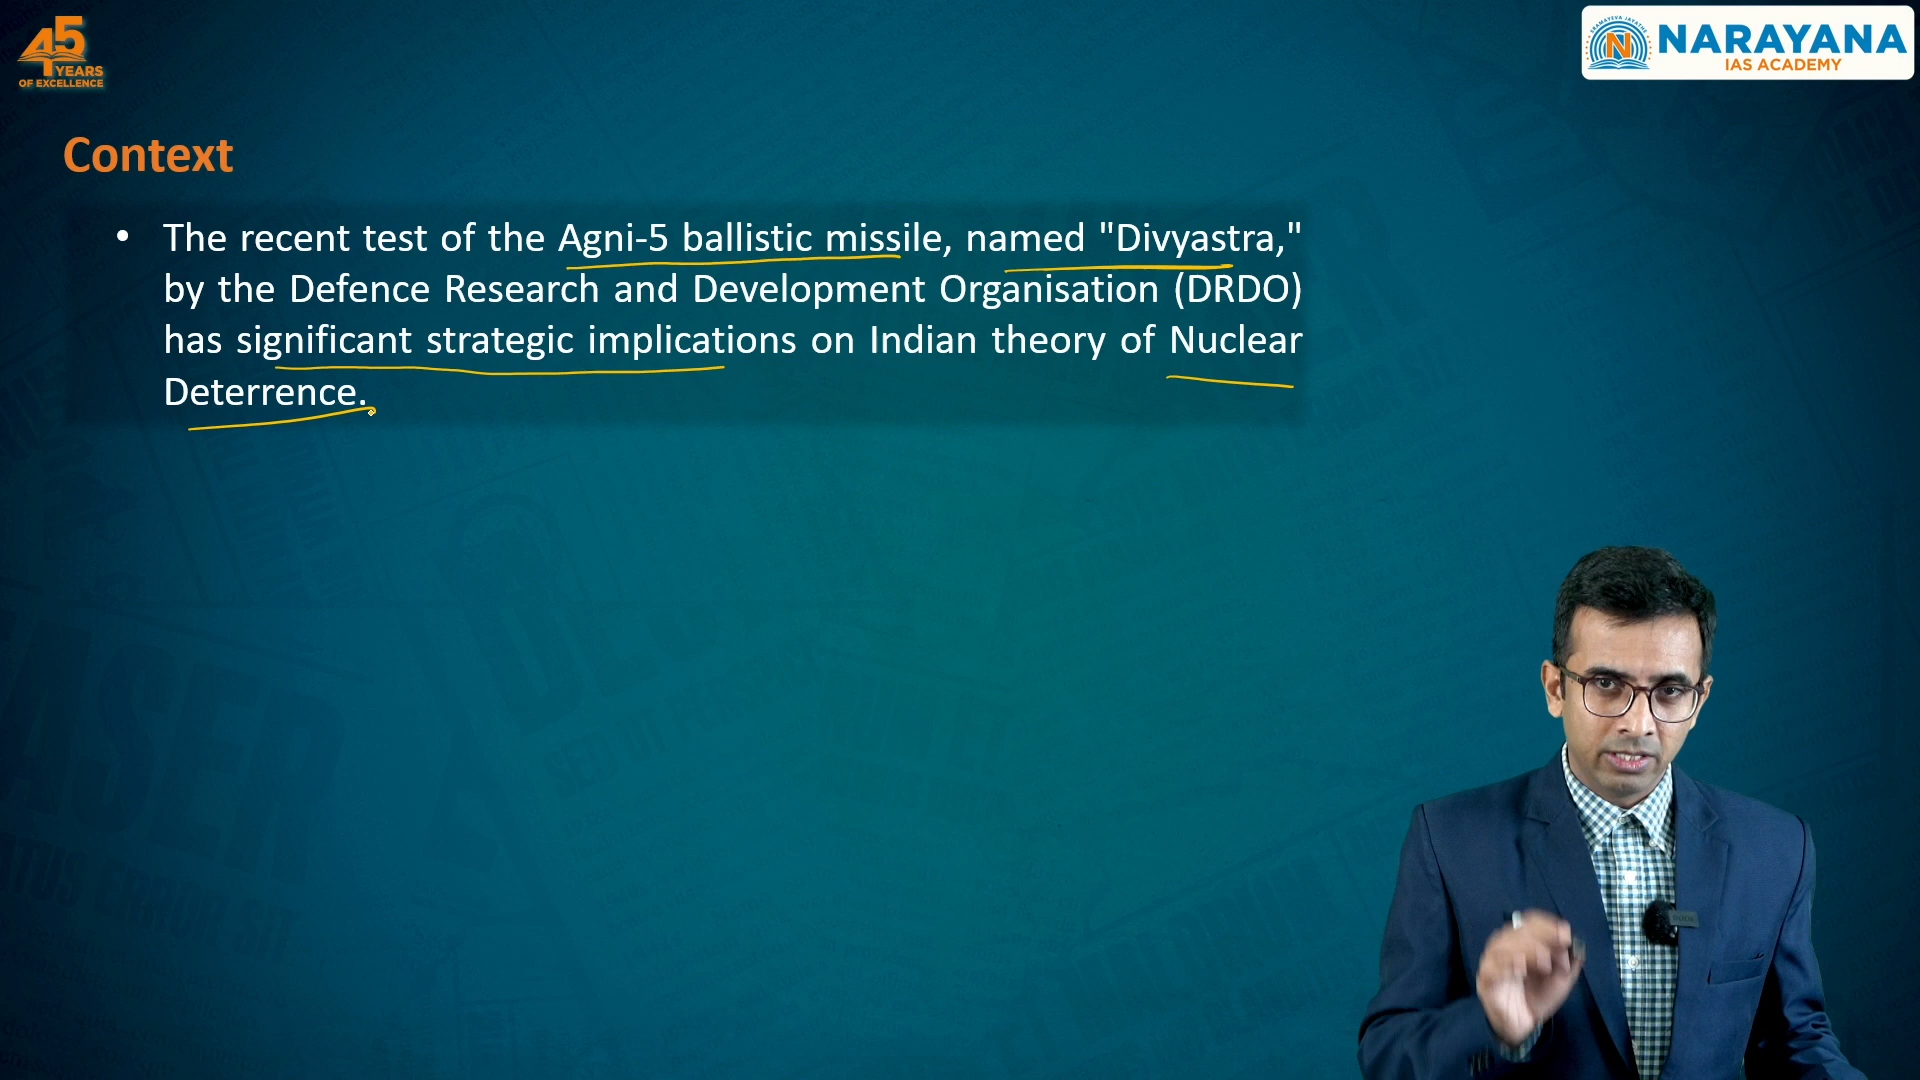 45
YEARS
OF EXCELLENCE
NARAYANA
IAS ACADEMY
Context
• The recent test of the Agni-5 ballistic missile, named "Divyastra,"
by the Defence Research and Development Organisation (DRDO)
has significant strategic implications on Indian theory of Nuclear
Deterrence.